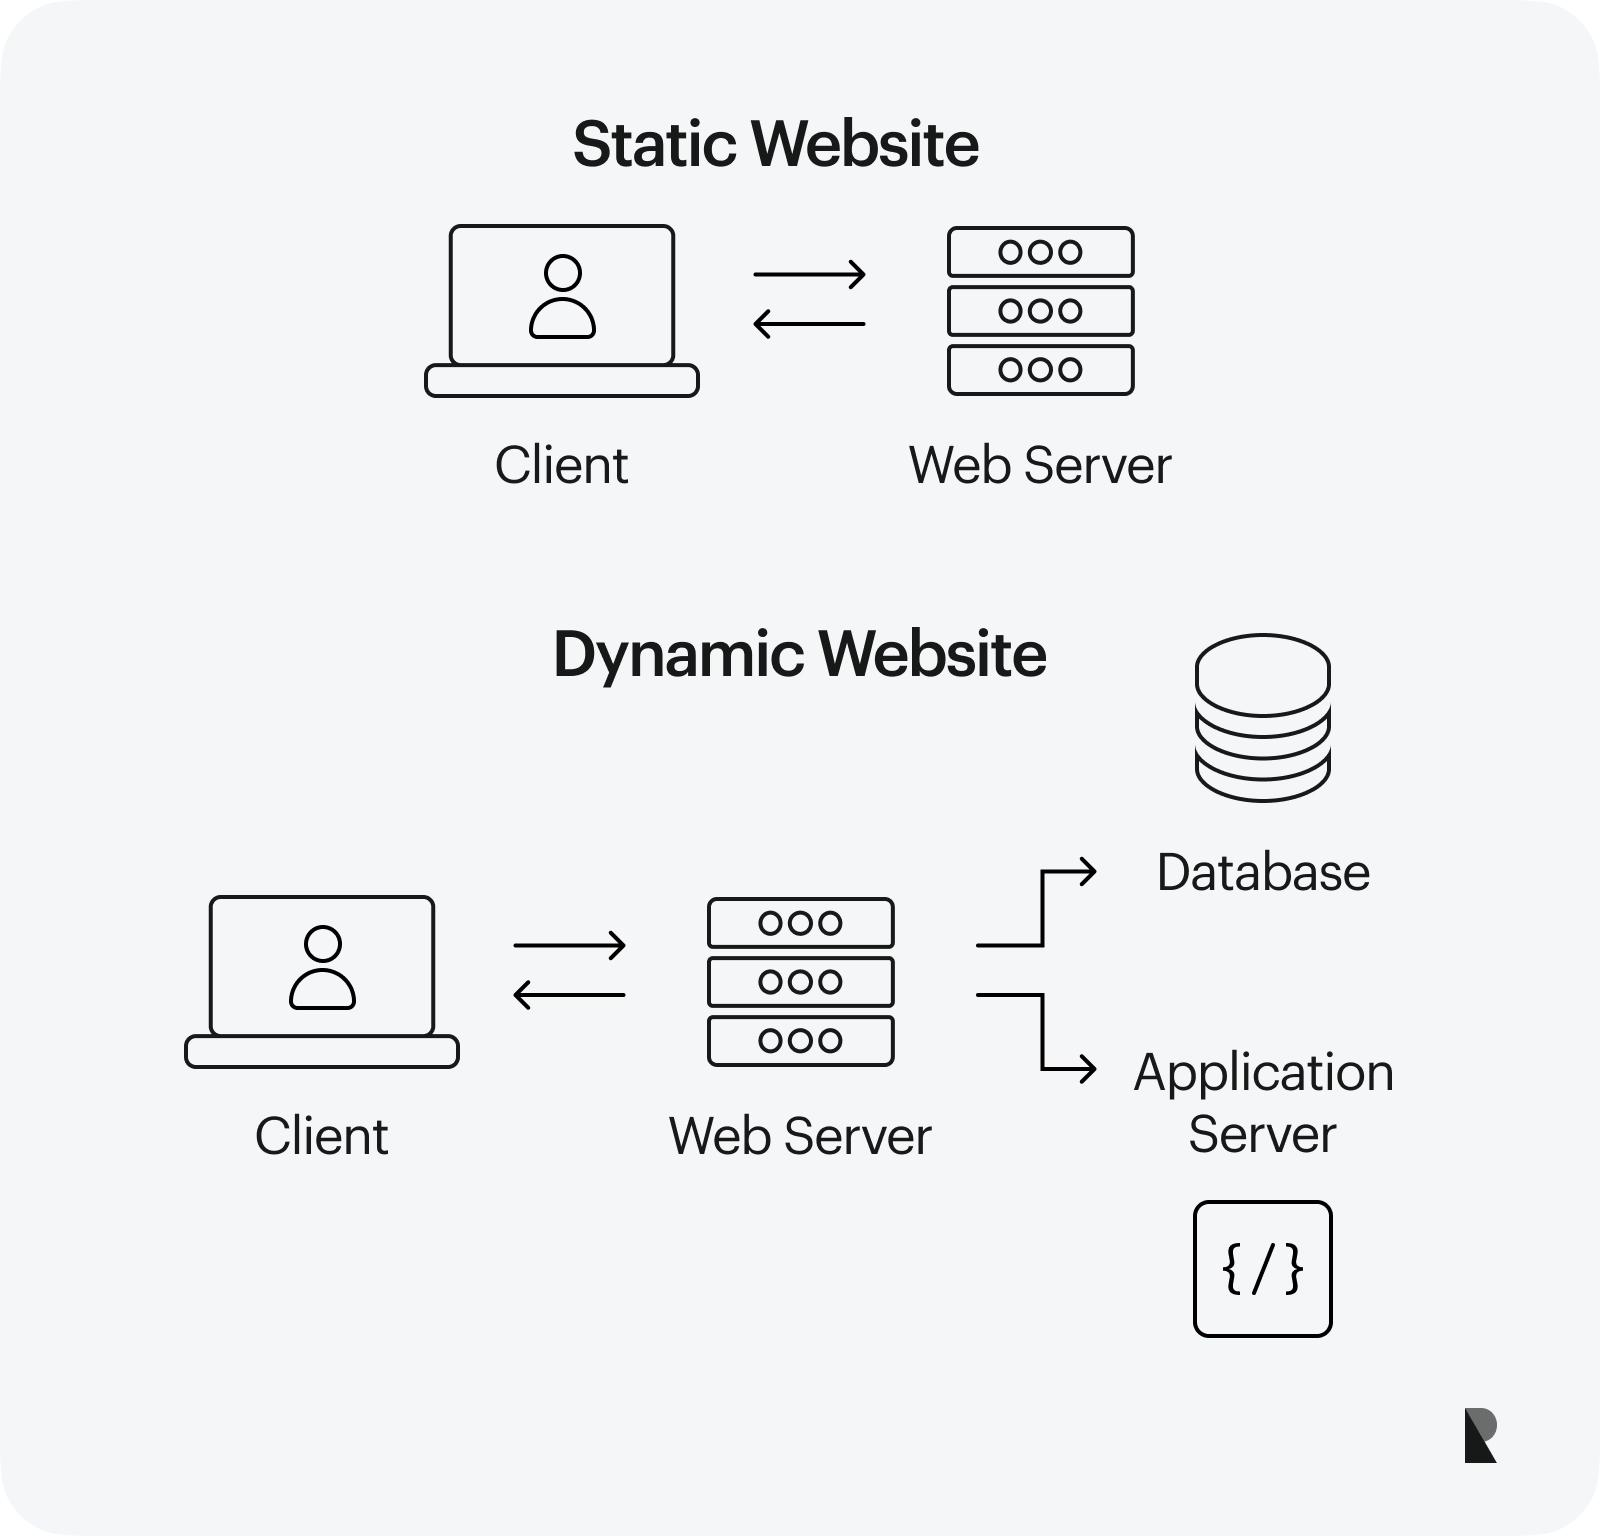 Static Website
Client
Web Server
Dynamic Website
Database
Client
Web Server
Application
Server
{/}